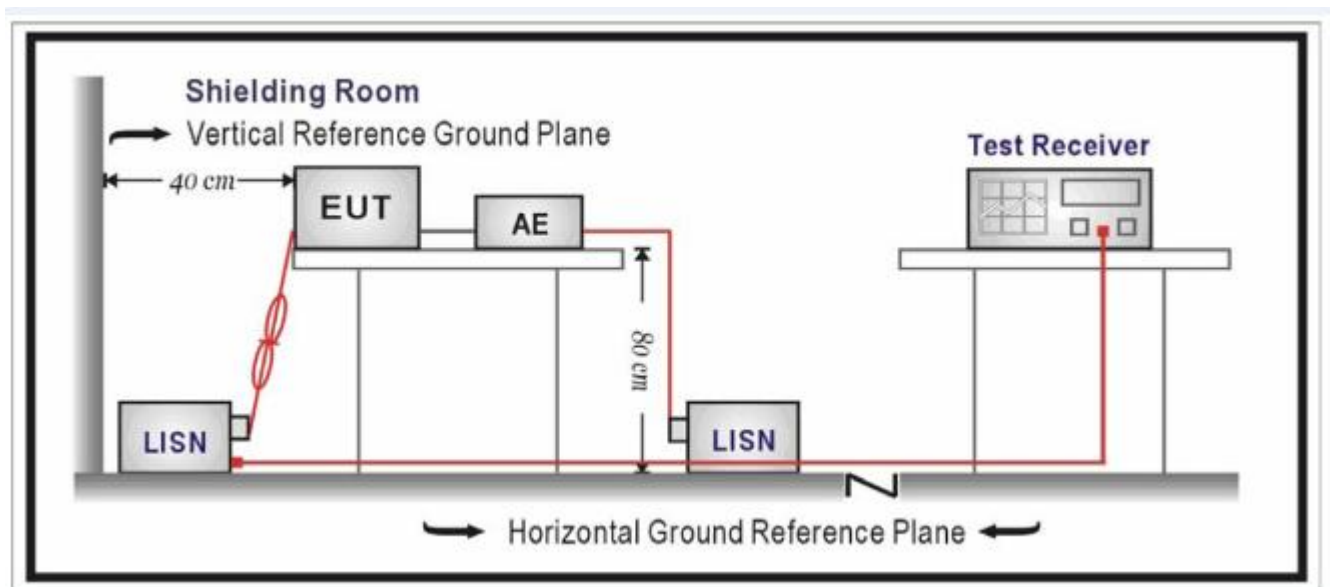 Shielding Room
Vertical Reference Ground Plane
Test Receiver
40 cm
EUT
AE
80 cm
LISN
LISN
Horizontal Ground Reference Plane